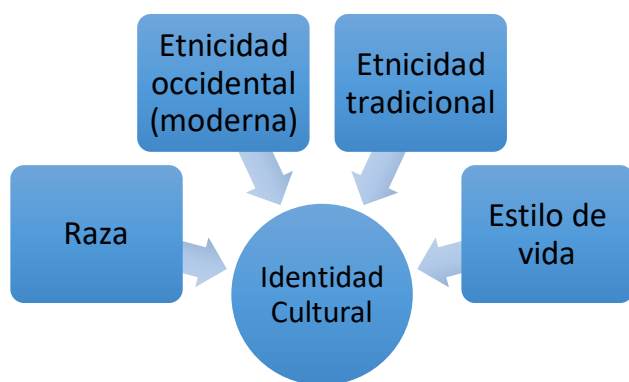 Etnicidad
occidental
(moderna)
Etnicidad
tradicional
Raza
Estilo de
vida
Identidad
Cultural